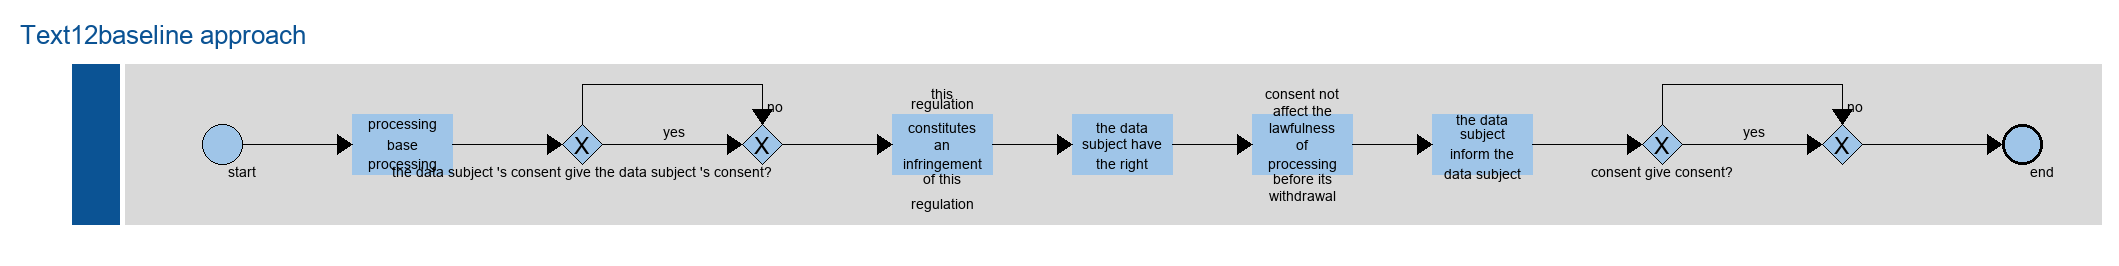 Text12baseline approach
start
processing
base
processing
X
the data subject 's consent give the data subject 's consent?
yes
no
X
this
regulation
constitutes
an
infringement
of this
regulation
the data
subject have
the right
consent not
affect the
lawfulness
of
processing
before its
withdrawal
the data
subject
inform the
data subject
X
consent give consent?
yes
no
X
end